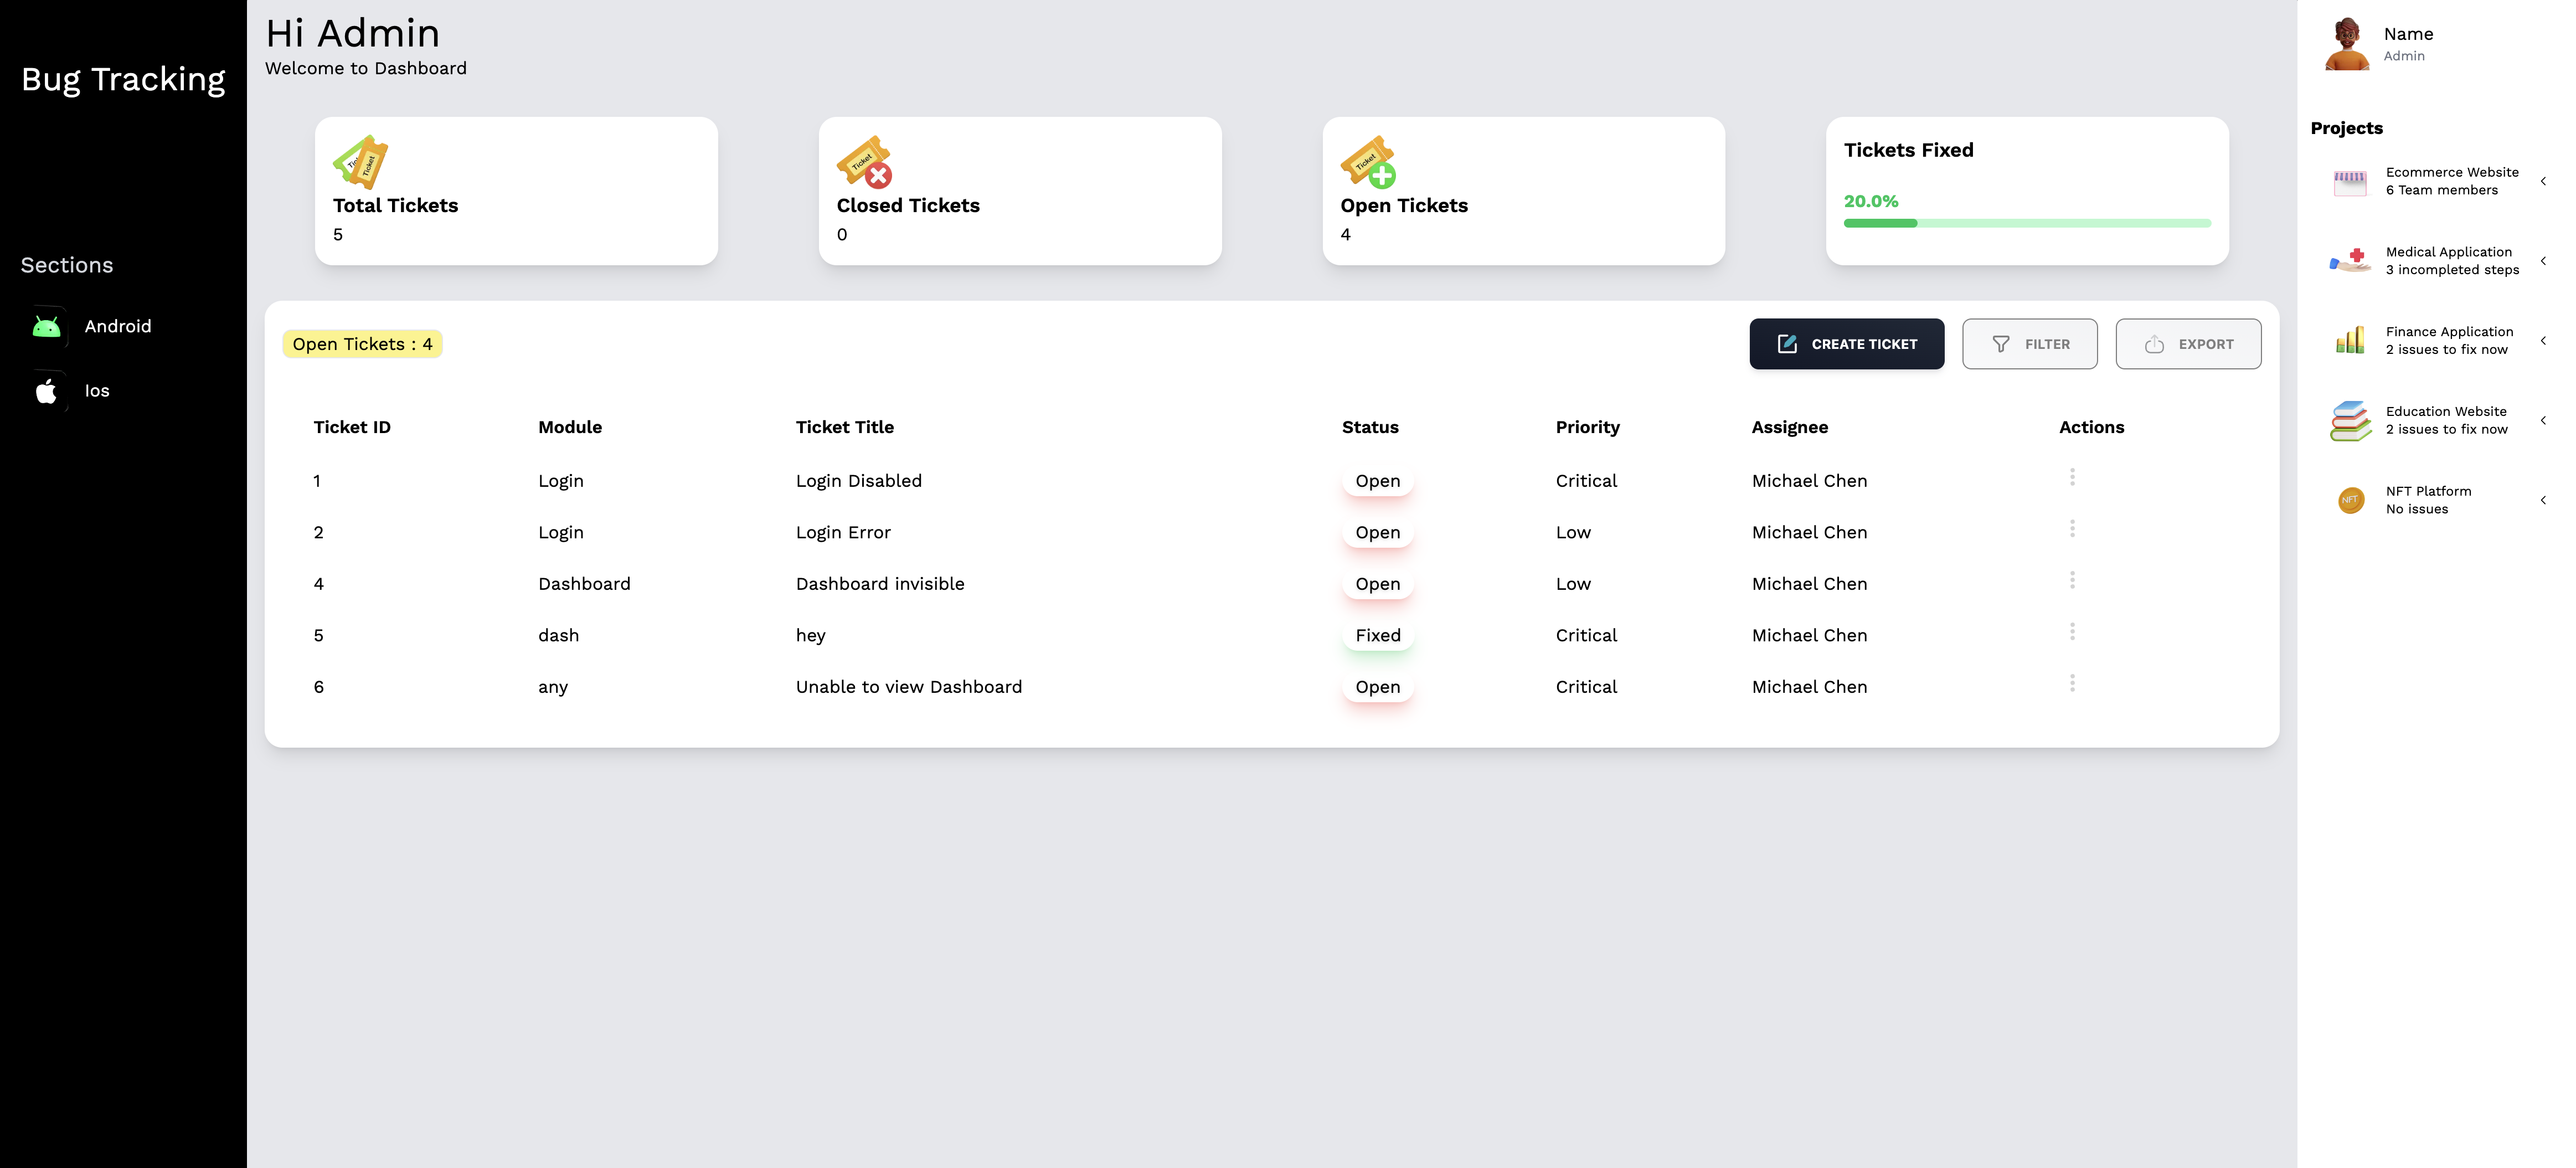 Bug Tracking
Sections
Android
Ios
Hi Admin
Welcome to Dashboard
Ticket
Total Tickets
5
Ticket
Closed Tickets
0
Ticket
Open Tickets
4
Tickets Fixed
20.0%
Open Tickets : 4
CREATE TICKET
FILTER
EXPORT
Ticket ID Module Ticket Title Status Priority Assignee Actions
1 Login Login Disabled Open Critical Michael Chen
2 Login Login Error Open Low Michael Chen
4 Dashboard Dashboard invisible Open Low Michael Chen
5 dash hey Fixed Critical Michael Chen
6 any Unable to view Dashboard Open Critical Michael Chen
Name
Admin
Projects
Ecommerce Website
6 Team members
Medical Application
3 incompleted steps
Finance Application
2 issues to fix now
Education Website
2 issues to fix now
NFT
NFT Platform
No issues